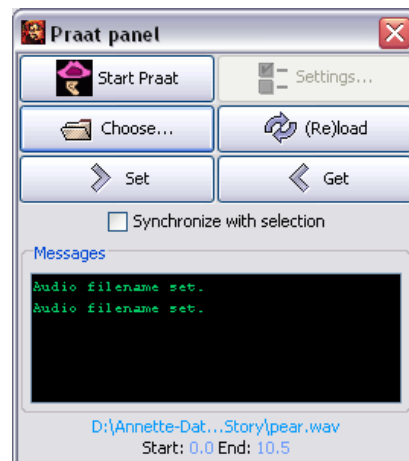 Praat panel
Start Praat
Settings...
Choose...
(Re)load
Set
Get
Synchronize with selection
Messages
Audio filename set.
Audio filename set.
D:\Annette-Dat...Story\pear.wav
Start: 0.0 End: 10.5